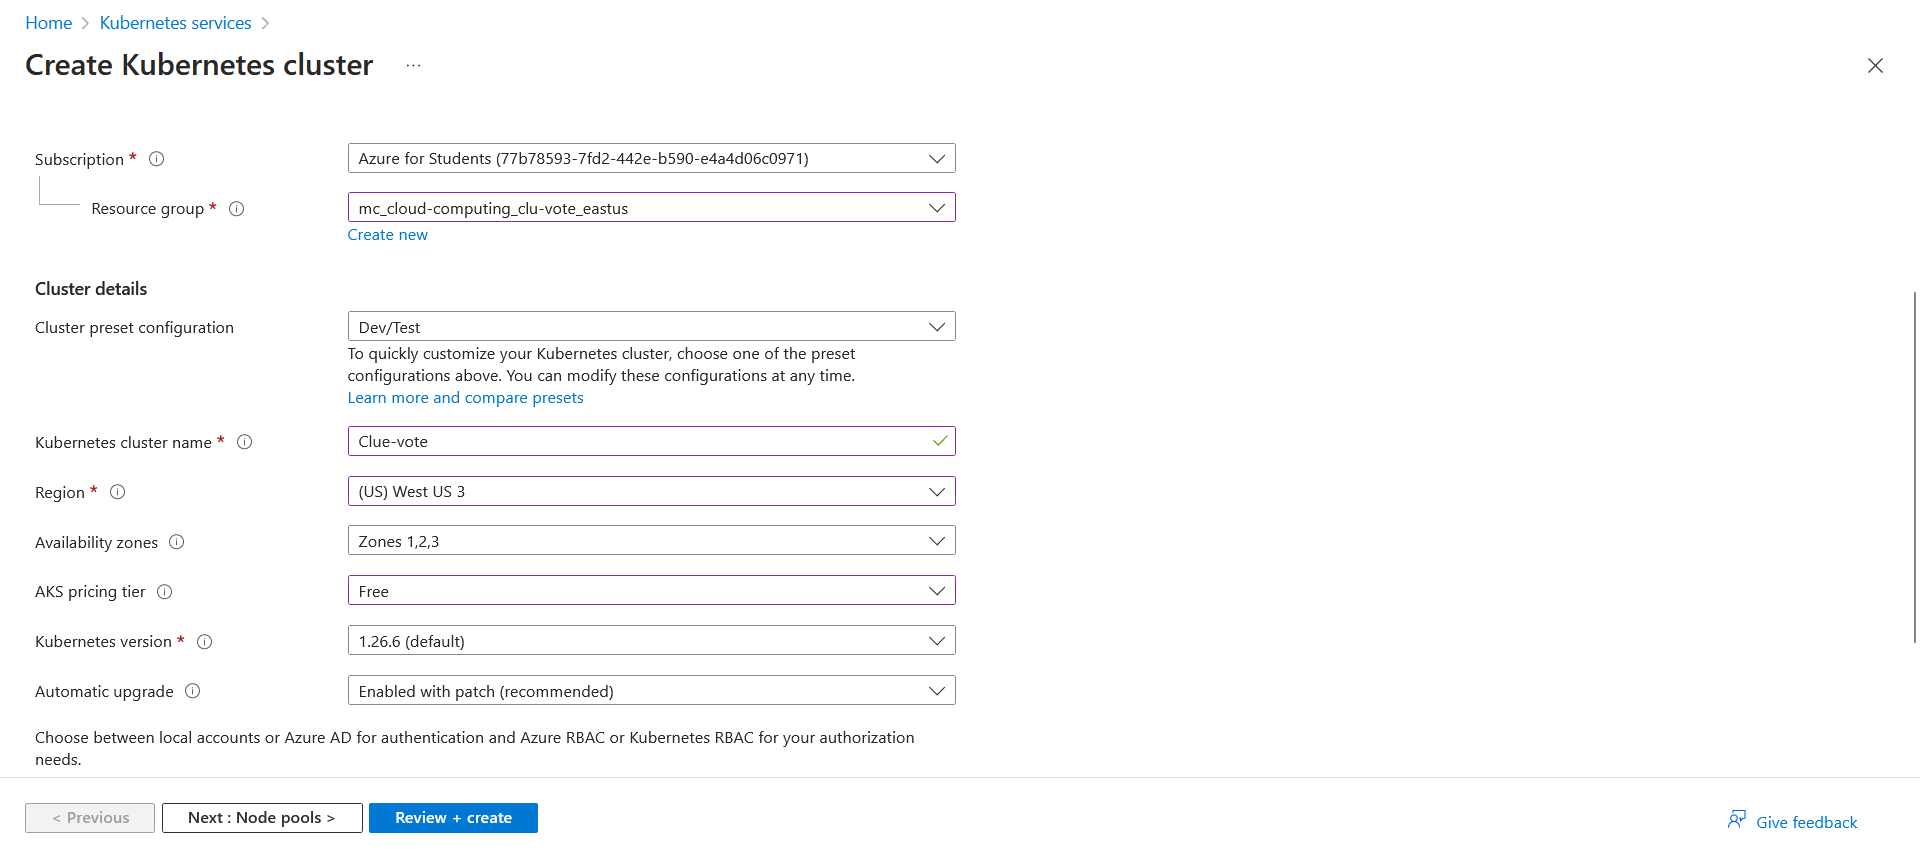 Home > Kubernetes services >
Create Kubernetes cluster ...
Subscription * Azure for Students (77b78593-7fd2-442e-b590-e4a4d06c0971)
Resource group * mc_cloud-computing_clu-vote_eastus
Create new
Cluster details
Cluster preset configuration Dev/Test
To quickly customize your Kubernetes cluster, choose one of the preset
configurations above. You can modify these configurations at any time.
Learn more and compare presets
Kubernetes cluster name * Clue-vote
Region * (US) West US 3
Availability zones Zones 1,2,3
AKS pricing tier Free
Kubernetes version * 1.26.6 (default)
Automatic upgrade Enabled with patch (recommended)
Choose between local accounts or Azure AD for authentication and Azure RBAC or Kubernetes RBAC for your authorization
needs.
< Previous Next : Node pools > Review + create Give feedback